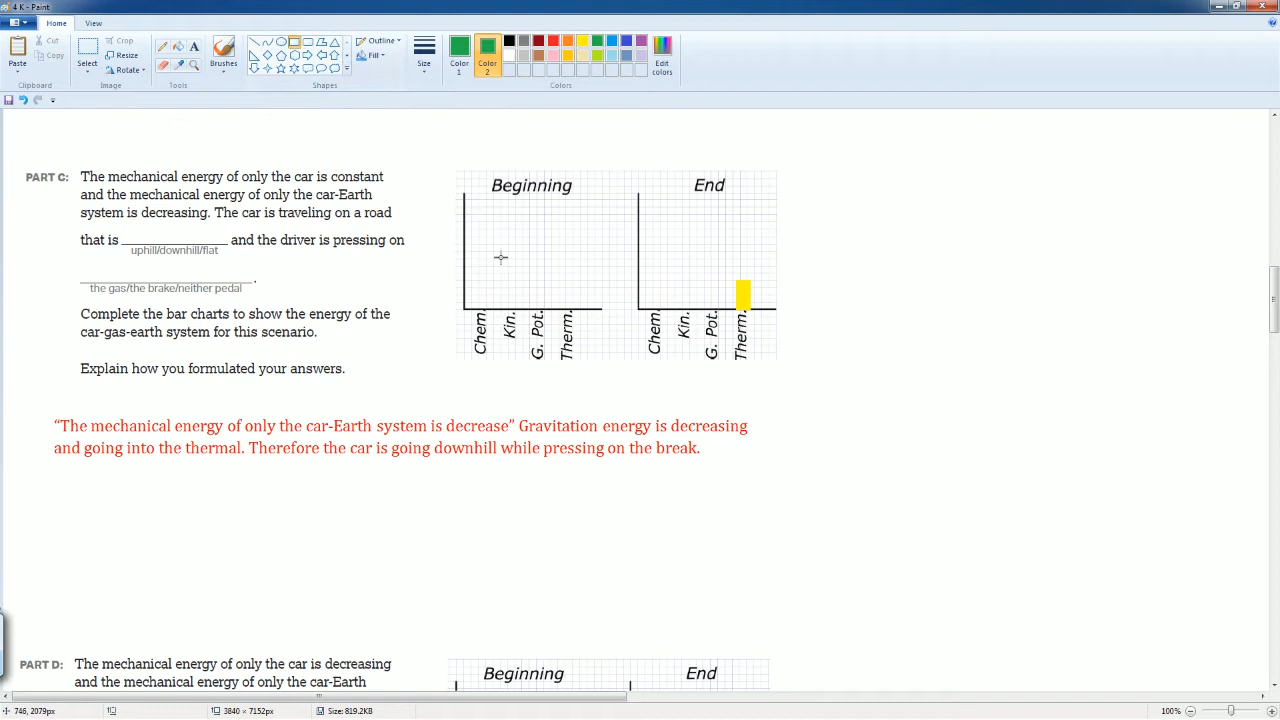 4 K - Paint
Home View
Paste
Cut
Copy
Clipboard
Select
Crop
Resize
Rotate
Image
A
Tools
Brushes
Shapes
Outline
Fill
Size
Color 1
Color 2
Edit colors
Colors
PART C: The mechanical energy of only the car is constant
and the mechanical energy of only the car-Earth
system is decreasing. The car is traveling on a road
that is ____________ and the driver is pressing on
uphill/downhill/flat
____________________.
the gas/the brake/neither pedal
Complete the bar charts to show the energy of the
car-gas-earth system for this scenario.
Explain how you formulated your answers.
Beginning
Chem.
Kin.
G. Pot.
Therm.
End
Chem.
Kin.
G. Pot.
Therm.
“The mechanical energy of only the car-Earth system is decrease” Gravitation energy is decreasing
and going into the thermal. Therefore the car is going downhill while pressing on the break.
PART D: The mechanical energy of only the car is decreasing
and the mechanical energy of only the car-Earth
Beginning
End
746, 2079px
3840 × 7152px
Size: 819.2KB
100%